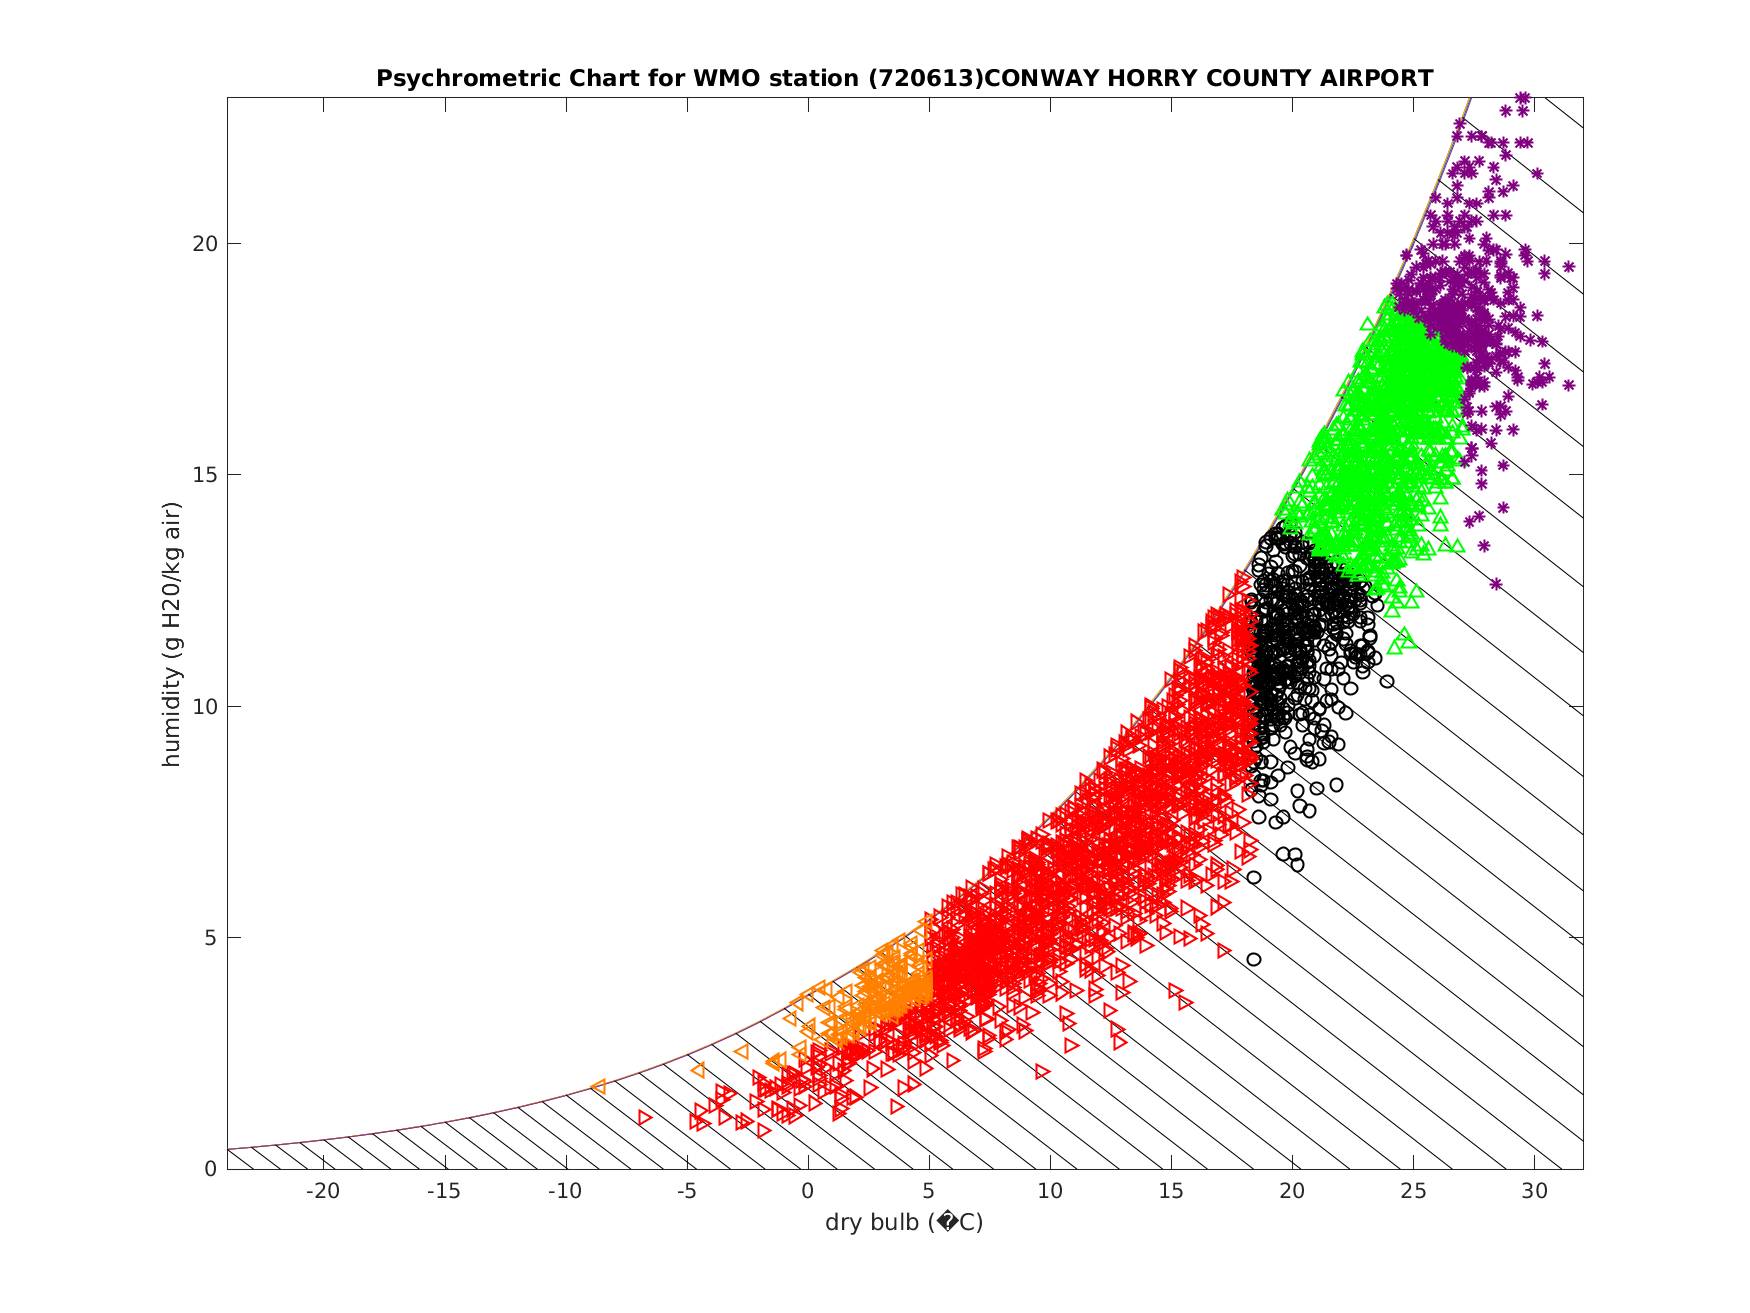 Psychrometric Chart for WMO station (720613)CONWAY HORRY COUNTY AIRPORT
20
15
10
5
0
humidity (g H20/kg air)
-20 -15 -10 -5 0 5 10 15 20 25 30
dry bulb (�C)